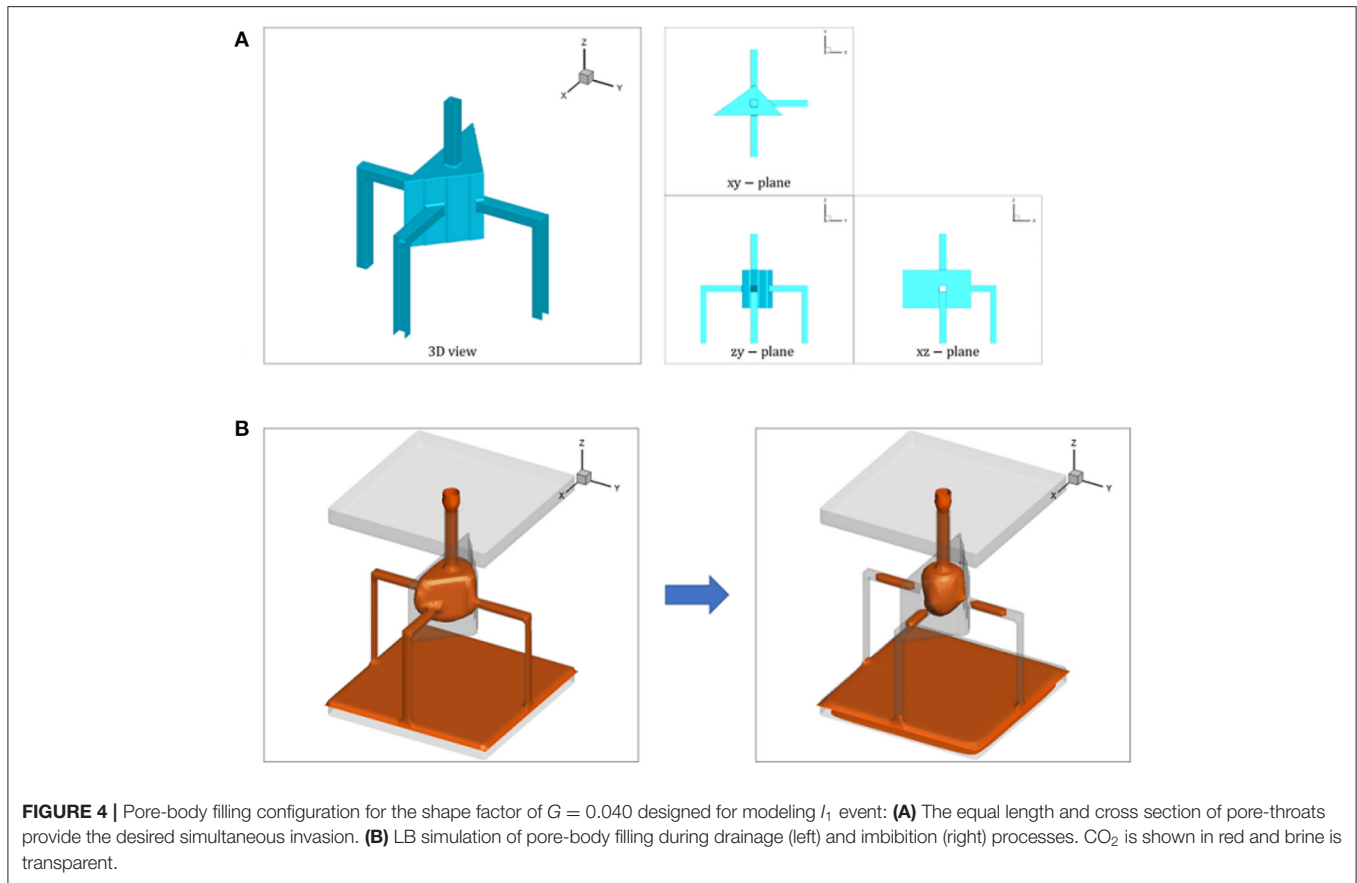 A
Z
X
Y
3D view
Y
X
xy – plane
Z
Y
zy – plane
Z
X
xz – plane
B
Z
X
Y
Z
X
Y
FIGURE 4 | Pore-body filling configuration for the shape factor of G = 0.040 designed for modeling I₁ event: (A) The equal length and cross section of pore-throats
provide the desired simultaneous invasion. (B) LB simulation of pore-body filling during drainage (left) and imbibition (right) processes. CO₂ is shown in red and brine is
transparent.